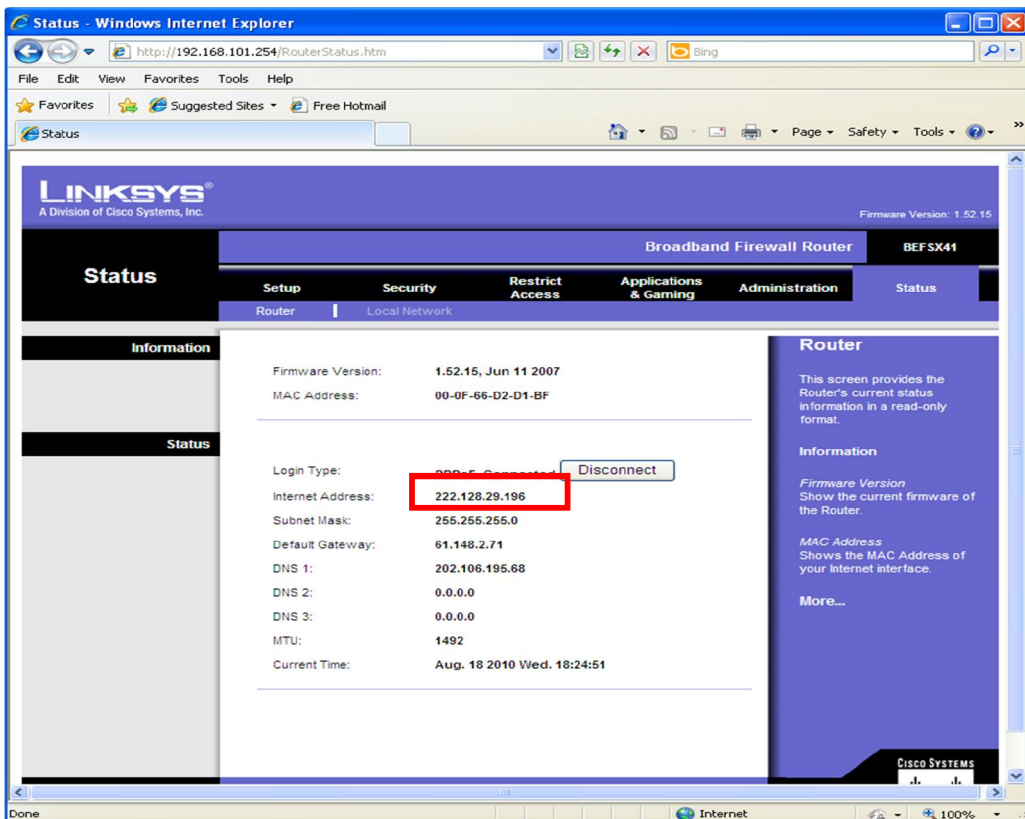 Status - Windows Internet Explorer
http://192.168.101.254/RouterStatus.htm
Bing
File Edit View Favorites Tools Help
Favorites Suggested Sites Free Hotmail
Status
Page Safety Tools »
LINKSYS®
A Division of Cisco Systems, Inc.
Firmware Version: 1.52.15
Broadband Firewall Router BEFSX41
Status
Setup Security Restrict Access Applications & Gaming Administration Status
Router Local Network
Information
Firmware Version: 1.52.15, Jun 11 2007
MAC Address: 00-0F-66-D2-D1-BF
Status
Login Type: Connected Disconnect
Internet Address: 222.128.29.196
Subnet Mask: 255.255.255.0
Default Gateway: 61.148.2.71
DNS 1: 202.106.195.68
DNS 2: 0.0.0.0
DNS 3: 0.0.0.0
MTU: 1492
Current Time: Aug. 18 2010 Wed. 18:24:51
Router
This screen provides the
Router's current status
information in a read-only
format.
Information
Firmware Version
Show the current firmware of
the Router.
MAC Address
Shows the MAC Address of
your Internet interface.
More...
CISCO SYSTEMS
Done Internet 100%